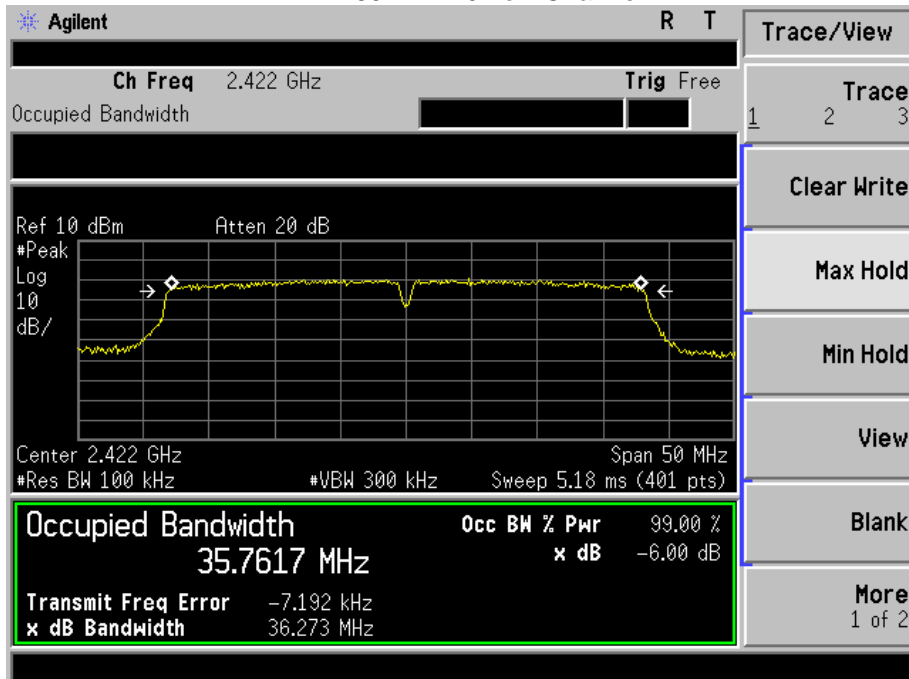 Agilent R T
Ch Freq 2.422 GHz Trig Free
Occupied Bandwidth
Ref 10 dBm Atten 20 dB
#Peak
Log
10
dB/
Center 2.422 GHz Span 50 MHz
#Res BW 100 kHz #VBW 300 kHz Sweep 5.18 ms (401 pts)
Occupied Bandwidth Occ BW % Pwr 99.00 %
35.7617 MHz x dB -6.00 dB
Transmit Freq Error -7.192 kHz
x dB Bandwidth 36.273 MHz
Trace/View
Trace
1 2 3
Clear Write
Max Hold
Min Hold
View
Blank
More
1 of 2